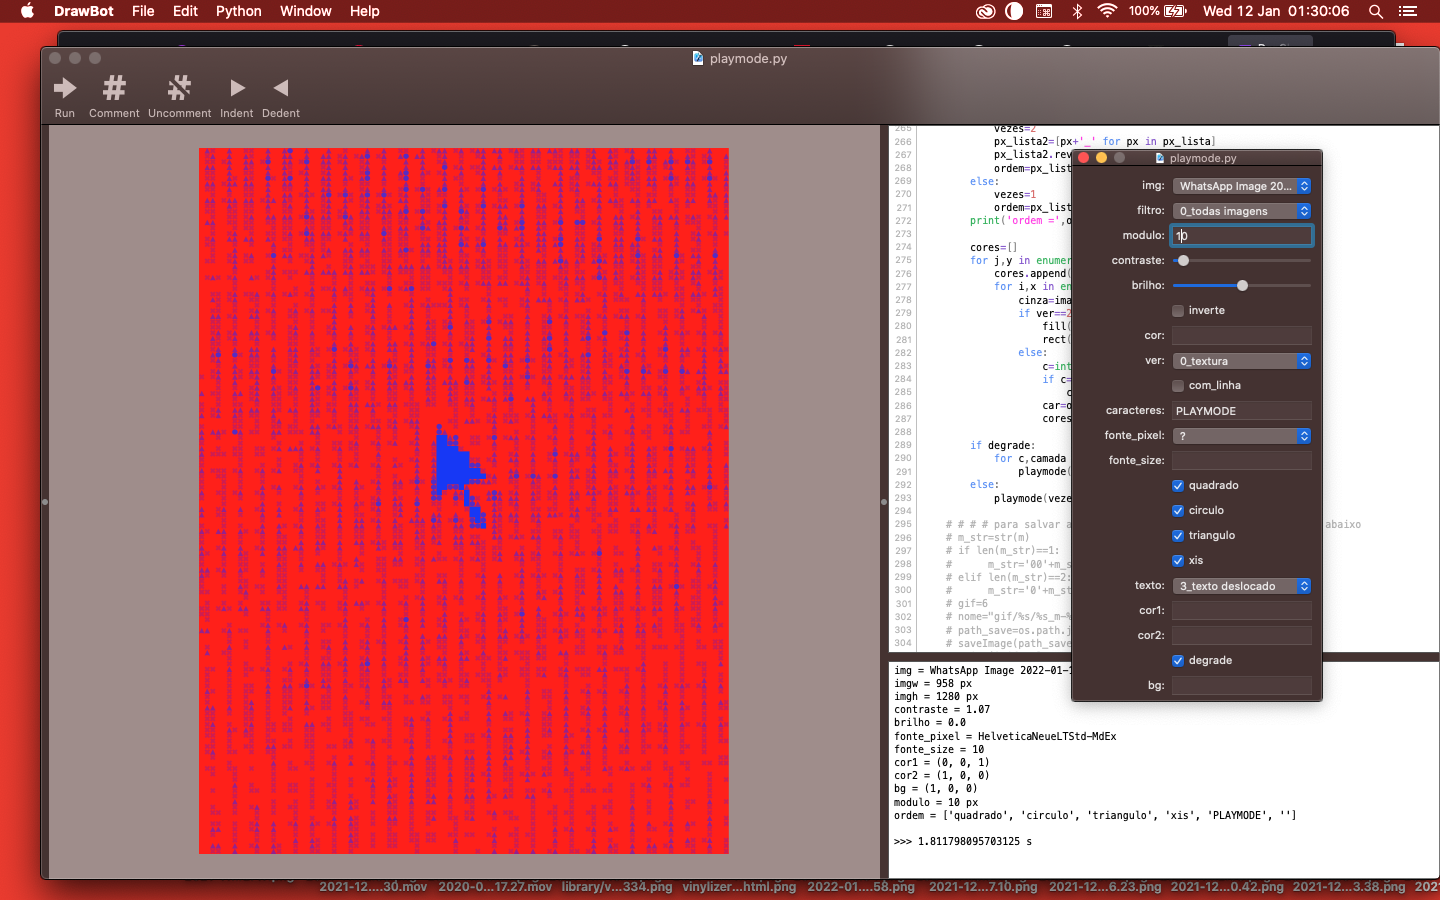 DrawBot File Edit Python Window Help
100% Wed 12 Jan 01:30:06
playmode.py
Run Comment Uncomment Indent Dedent
265 vezes=2
266 px_lista2=[px+'_' for px in px_lista]
267 px_lista2.rev
268 ordem=px_list
269 else:
270 vezes=1
271 ordem=px_list
272 print('ordem =',o
273
274 cores=[]
275 for j,y in enumer
276 cores.append(
277 for i,x in en
278 cinza=ima
279 if ver==2
280 fill(
281 rect(
282 else:
283 c=int
284 if c=
285 c
286 car=o
287 cores
288
289 if degrade:
290 for c,camada
291 playmode(
292 else:
293 playmode(veze
294
295 # # # # para salvar a abaixo
296 # m_str=str(m)
297 # if len(m_str)==1:
298 # m_str='00'+m_s
299 # elif len(m_str)==2:
300 # m_str='0'+m_st
301 # gif=6
302 # nome="gif/%s/%s_m-%
303 # path_save=os.path.j
304 # saveImage(path_save
playmode.py
img: WhatsApp Image 20...
filtro: 0_todas imagens
modulo: 10
contraste:
brilho:
inverte
cor:
ver: 0_textura
com_linha
caracteres: PLAYMODE
fonte_pixel: ?
fonte_size:
quadrado
circulo
triangulo
xis
texto: 3_texto deslocado
cor1:
cor2:
degrade
bg:
img = WhatsApp Image 2022-01-1
imgw = 958 px
imgh = 1280 px
contraste = 1.07
brilho = 0.0
fonte_pixel = HelveticaNeueLTStd-MdEx
fonte_size = 10
cor1 = (0, 0, 1)
cor2 = (1, 0, 0)
bg = (1, 0, 0)
modulo = 10 px
ordem = ['quadrado', 'circulo', 'triangulo', 'xis', 'PLAYMODE', '']
>>> 1.811798095703125 s
2021-12....30.mov 2020-0...17.27.mov library/v...334.png vinylizer...html.png 2022-01....58.png 2021-12...7.10.png 2021-12...6.23.png 2021-12...0.42.png 2021-12...3.38.png